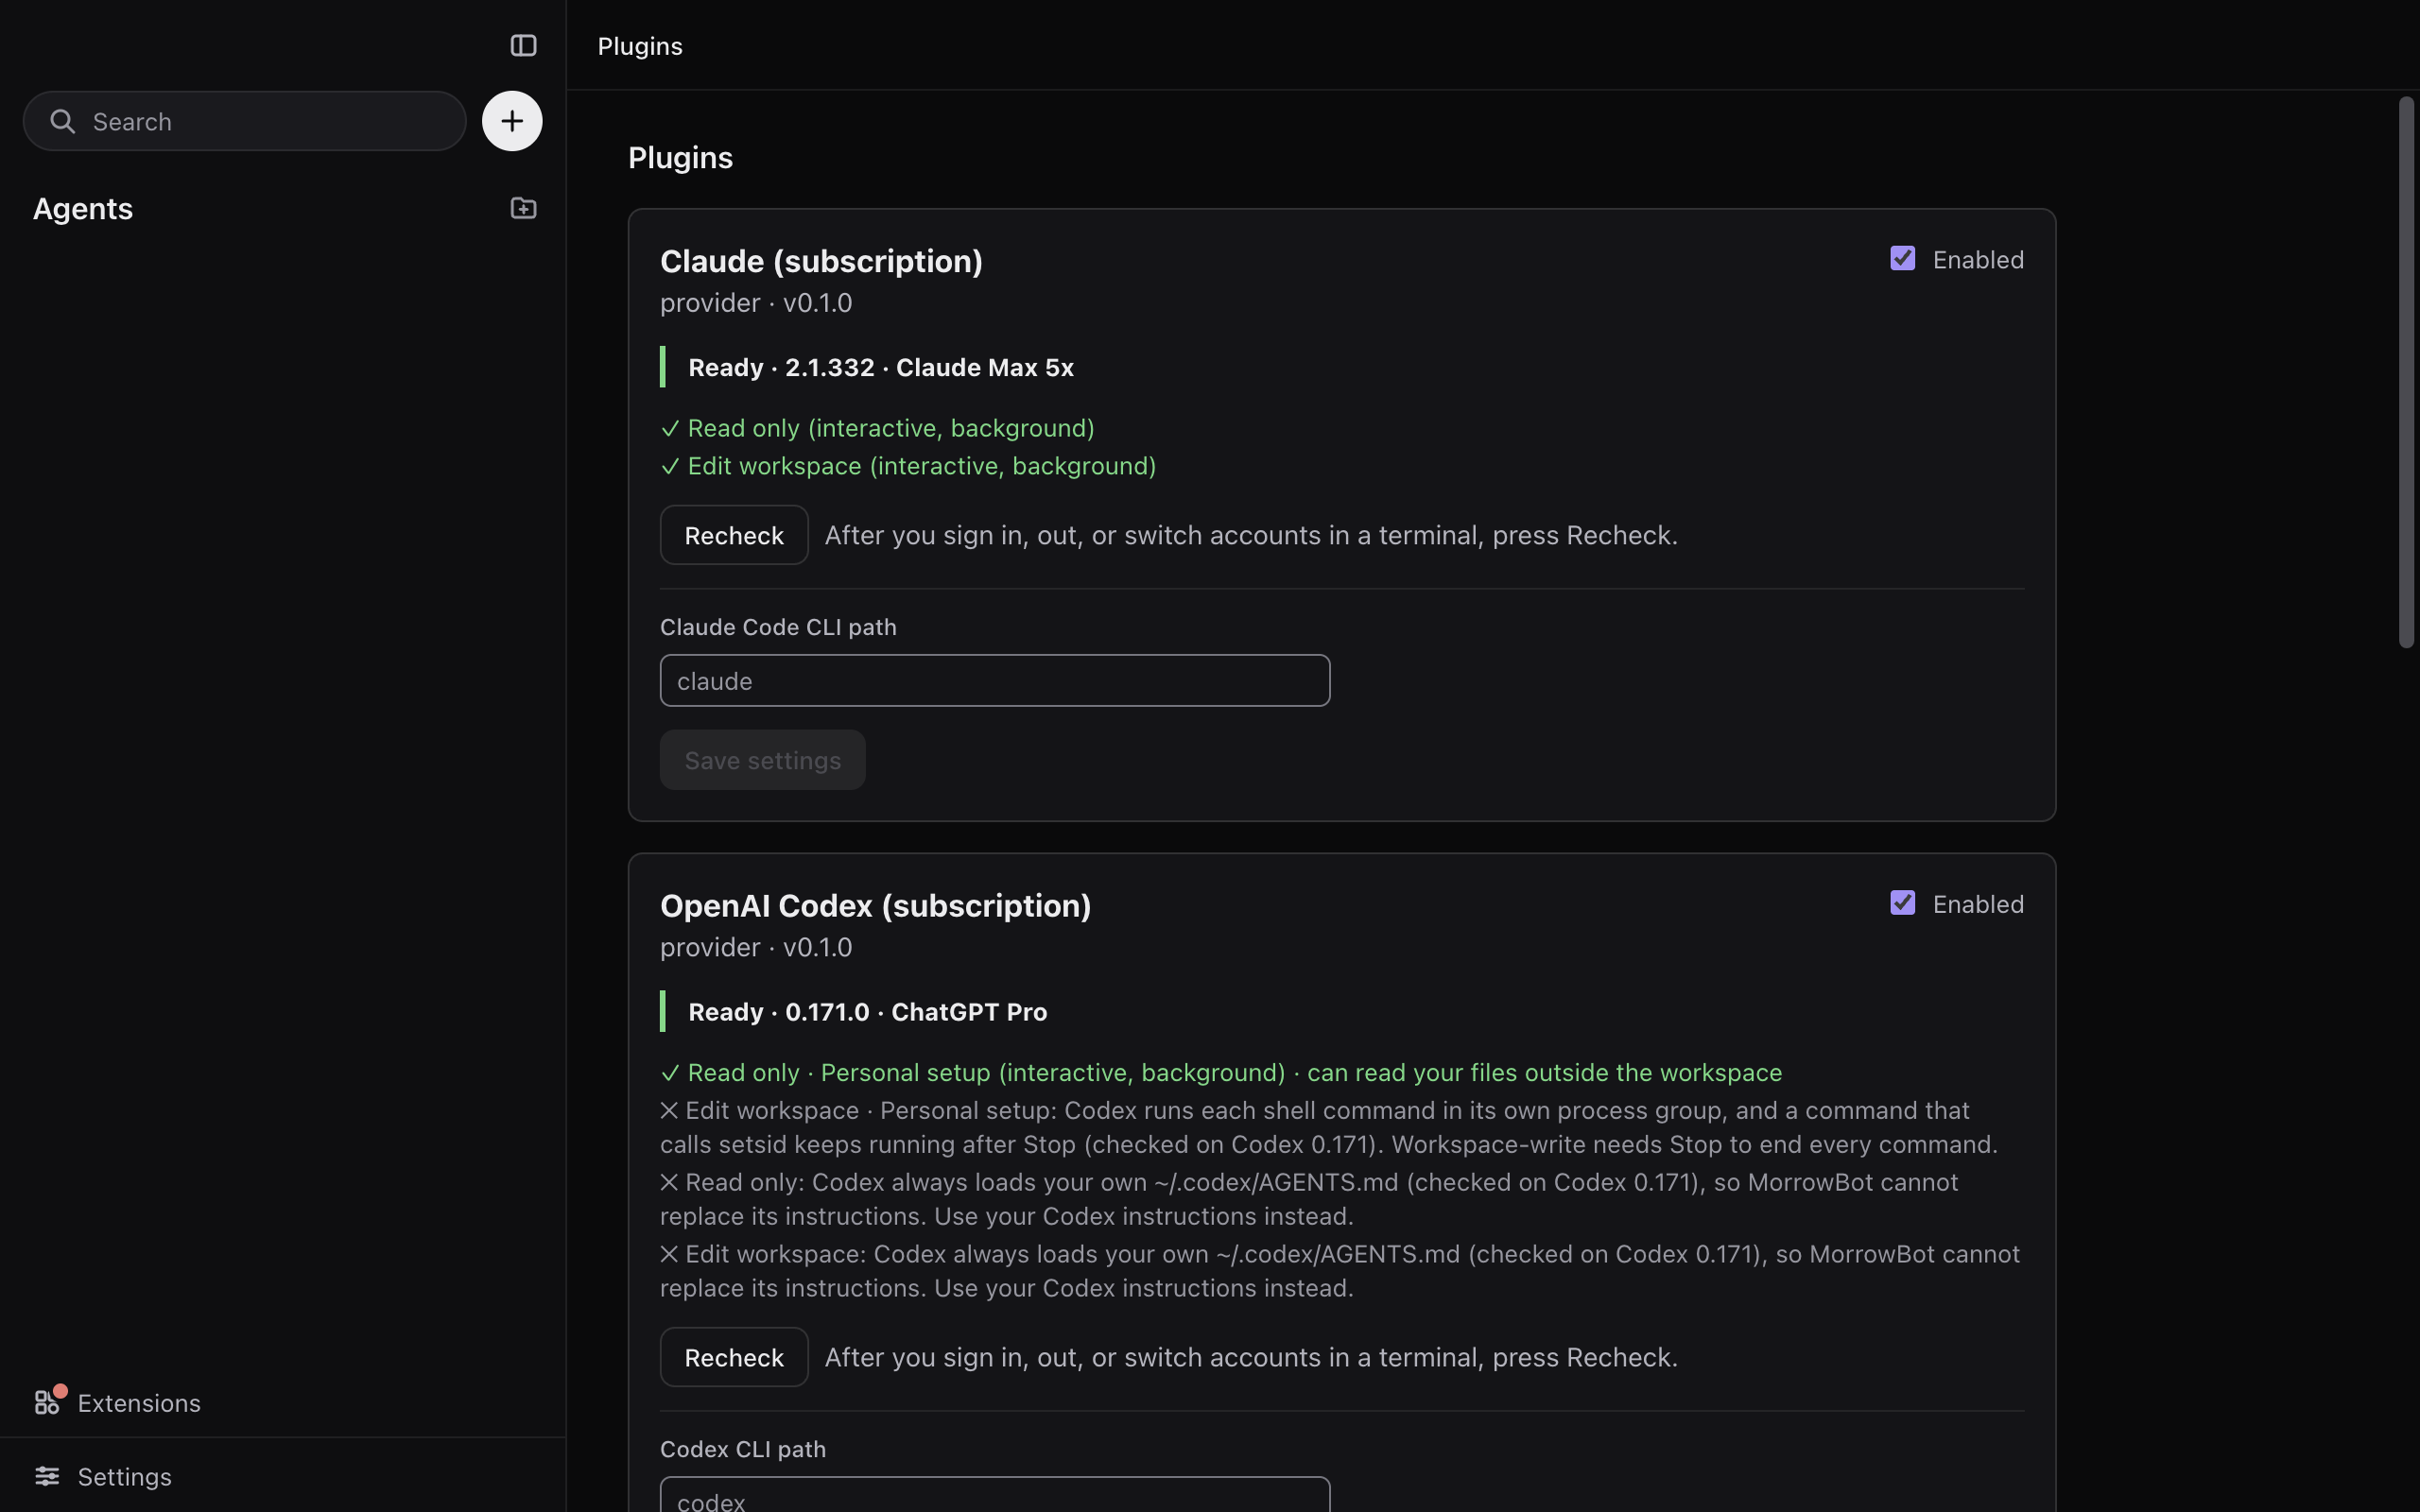 Plugins
Search
Agents
Plugins
Claude (subscription)
Enabled
provider · v0.1.0
Ready · 2.1.332 · Claude Max 5x
✓ Read only (interactive, background)
✓ Edit workspace (interactive, background)
Recheck
After you sign in, out, or switch accounts in a terminal, press Recheck.
Claude Code CLI path
claude
Save settings
OpenAI Codex (subscription)
Enabled
provider · v0.1.0
Ready · 0.171.0 · ChatGPT Pro
✓ Read only · Personal setup (interactive, background) · can read your files outside the workspace
✕ Edit workspace · Personal setup: Codex runs each shell command in its own process group, and a command that
calls setsid keeps running after Stop (checked on Codex 0.171). Workspace-write needs Stop to end every command.
✕ Read only: Codex always loads your own ~/.codex/AGENTS.md (checked on Codex 0.171), so MorrowBot cannot
replace its instructions. Use your Codex instructions instead.
✕ Edit workspace: Codex always loads your own ~/.codex/AGENTS.md (checked on Codex 0.171), so MorrowBot cannot
replace its instructions. Use your Codex instructions instead.
Recheck
After you sign in, out, or switch accounts in a terminal, press Recheck.
Codex CLI path
codex
Extensions
Settings